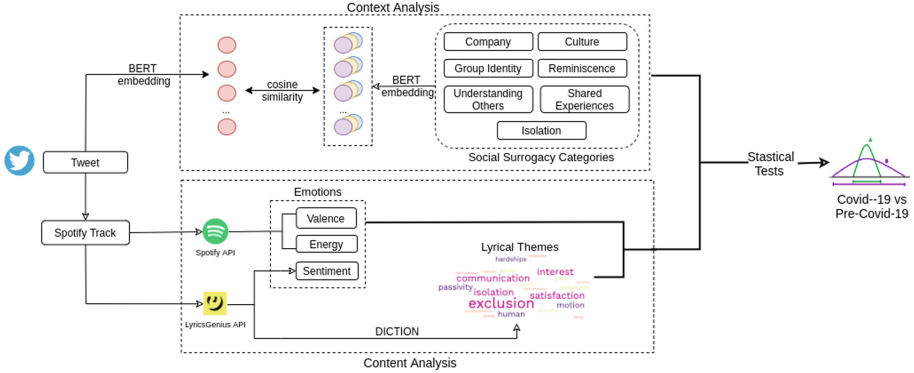 Context Analysis
BERT
embedding
cosine
similarity
...
...
BERT
embedding
Company
Culture
Group Identity
Reminiscence
Understanding
Others
Shared
Experiences
Isolation
Social Surrogacy Categories
Tweet
Spotify Track
Spotify API
LyricsGenius API
Emotions
Valence
Energy
Sentiment
DICTION
Lyrical Themes
hardships
communication
interest
passivity
isolation
satisfaction
exclusion
motion
human
Content Analysis
Stastical
Tests
A
B
Covid--19 vs
Pre-Covid-19